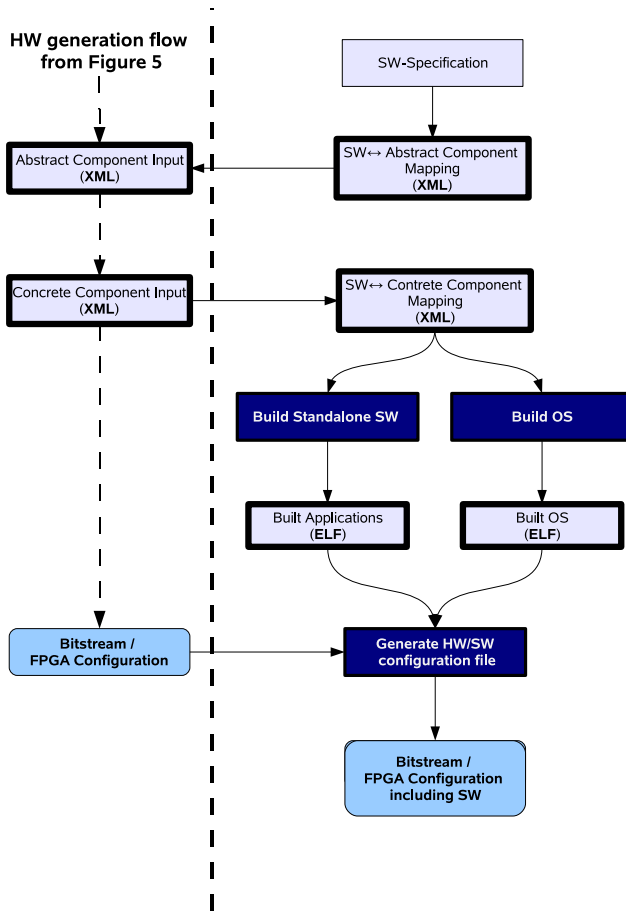 HW generation flow
from Figure 5
SW-Specification
Abstract Component Input
(XML)
SW↔ Abstract Component
Mapping
(XML)
Concrete Component Input
(XML)
SW↔ Contrete Component
Mapping
(XML)
Build Standalone SW
Build OS
Built Applications
(ELF)
Built OS
(ELF)
Bitstream /
FPGA Configuration
Generate HW/SW
configuration file
Bitstream /
FPGA Configuration
including SW